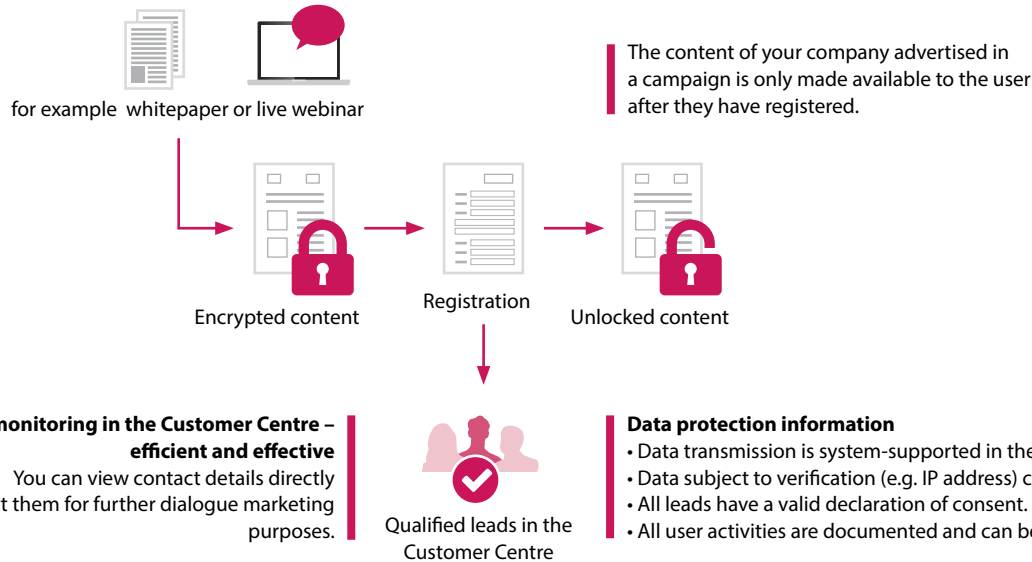 The content of your company advertised in
a campaign is only made available to the user
after they have registered.
for example whitepaper or live webinar
Encrypted content
Registration
Unlocked content
monitoring in the Customer Centre –
efficient and effective
You can view contact details directly
them for further dialogue marketing
purposes.
Qualified leads in the
Customer Centre
Data protection information
• Data transmission is system-supported in the
• Data subject to verification (e.g. IP address)
• All leads have a valid declaration of consent.
• All user activities are documented and can